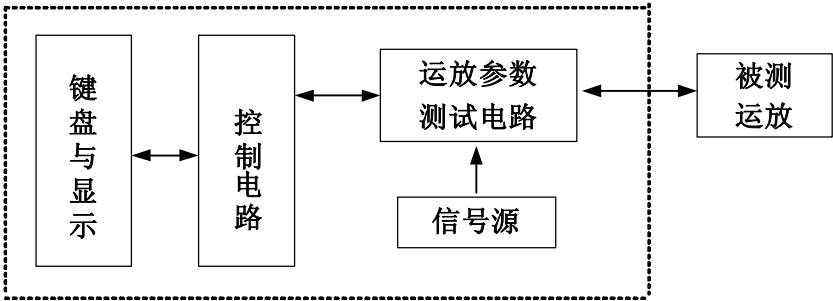 键盘与显示
控制电路
运放参数
测试电路
信号源
被测
运放